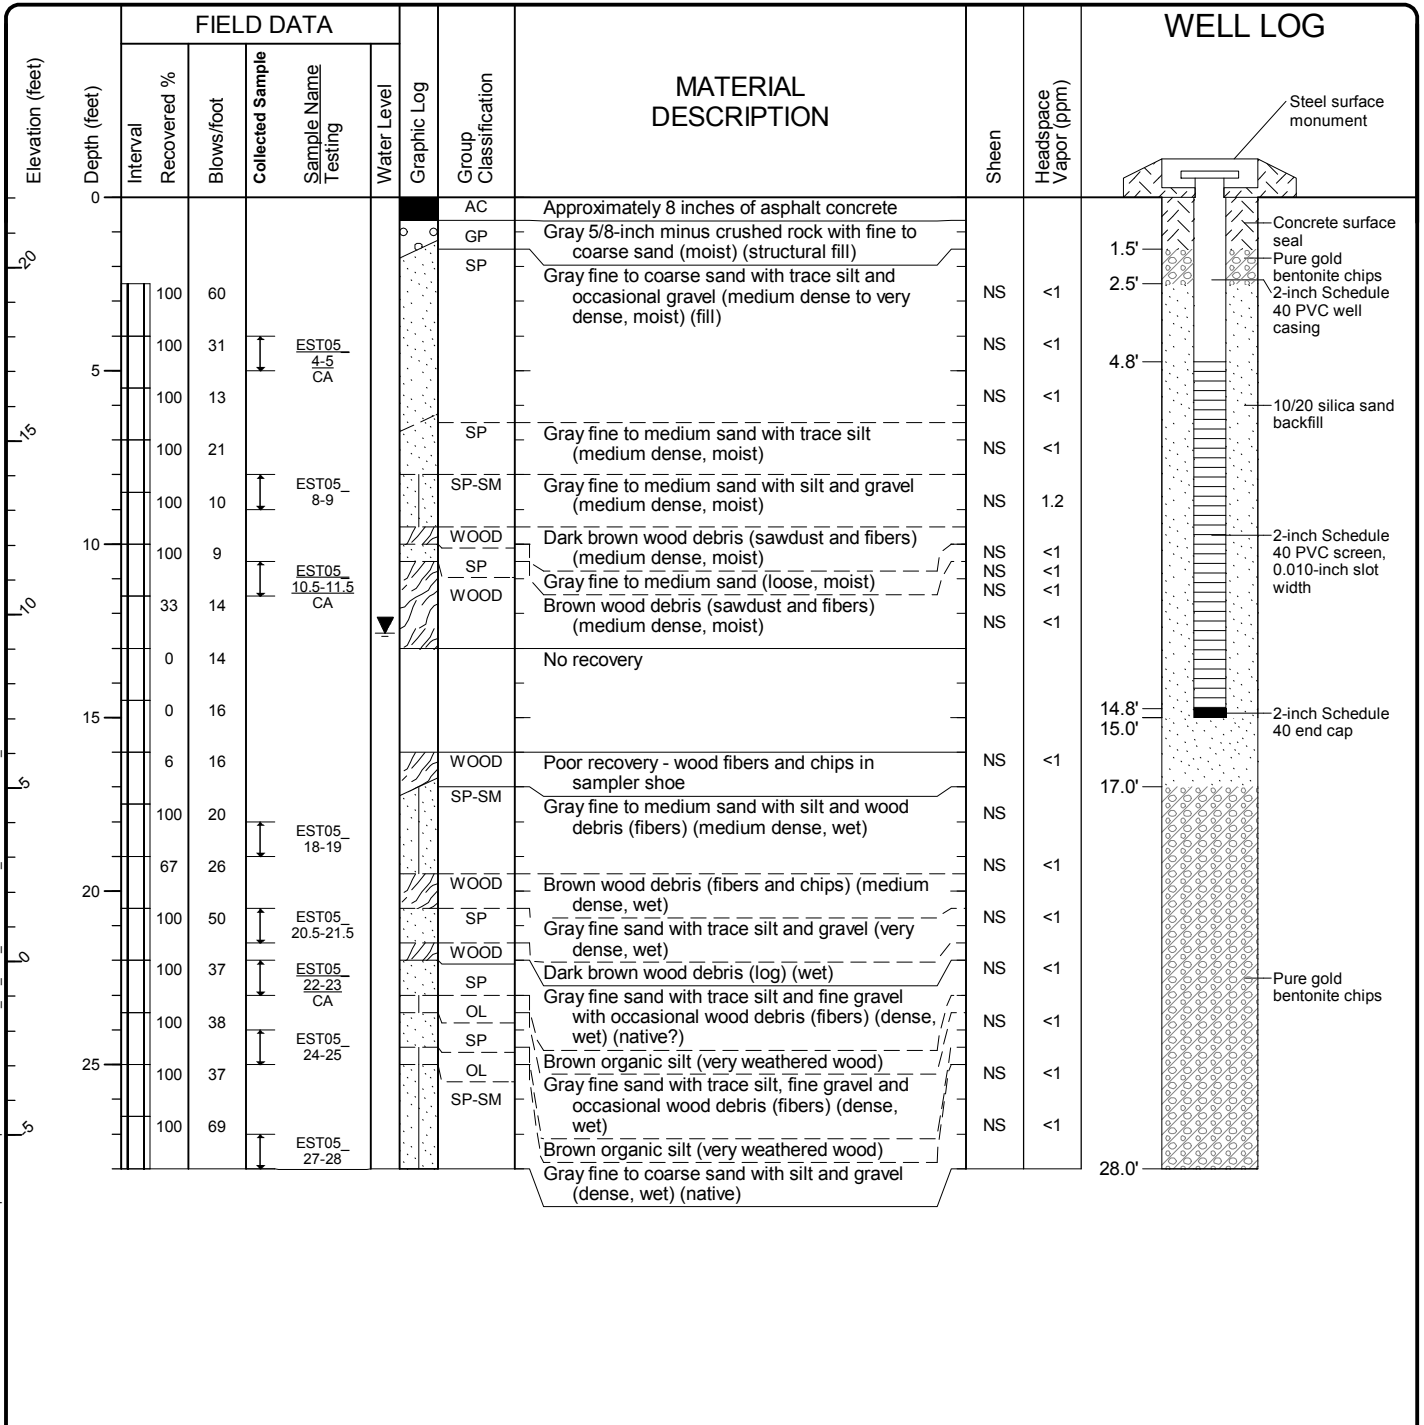 FIELD DATA
WELL LOG
Elevation (feet)
Depth (feet)
Interval
Recovered %
Blows/foot
Collected Sample
Sample Name
Testing
Water Level
Graphic Log
Group
Classification
MATERIAL
DESCRIPTION
Sheen
Headspace
Vapor (ppm)
Steel surface
monument
0
AC
Approximately 8 inches of asphalt concrete
GP
Gray 5/8-inch minus crushed rock with fine to
coarse sand (moist) (structural fill)
Concrete surface
seal
1.5'
20
SP
Gray fine to coarse sand with trace silt and
occasional gravel (medium dense to very
dense, moist) (fill)
Pure gold
bentonite chips
2.5'
2-inch Schedule
40 PVC well
casing
100 60 NS <1
100 31 NS <1
EST05_
4-5
CA
4.8'
5
100 13 NS <1
10/20 silica sand
backfill
15
SP
Gray fine to medium sand with trace silt
(medium dense, moist)
100 21 NS <1
EST05_
8-9
SP-SM
Gray fine to medium sand with silt and gravel
(medium dense, moist)
100 10 NS 1.2
WOOD
Dark brown wood debris (sawdust and fibers)
(medium dense, moist)
2-inch Schedule
40 PVC screen,
0.010-inch slot
width
10
100 9 NS <1
SP
Gray fine to medium sand (loose, moist)
NS <1
EST05_
10.5-11.5
CA
NS <1
WOOD
Brown wood debris (sawdust and fibers)
(medium dense, moist)
10
33 14 NS <1
0 14
No recovery
0 16
15
14.8'
15.0'
2-inch Schedule
40 end cap
6 16 WOOD
Poor recovery - wood fibers and chips in
sampler shoe
NS <1
5
17.0'
SP-SM
Gray fine to medium sand with silt and wood
debris (fibers) (medium dense, wet)
100 20 NS
EST05_
18-19
67 26 NS <1
20
WOOD
Brown wood debris (fibers and chips) (medium
dense, wet)
100 50 NS <1
EST05_
20.5-21.5
SP
Gray fine sand with trace silt and gravel (very
dense, wet)
0
WOOD
Dark brown wood debris (log) (wet)
100 37 NS <1
EST05_
22-23
CA
SP
Gray fine sand with trace silt and fine gravel
with occasional wood debris (fibers) (dense,
wet) (native?)
Pure gold
bentonite chips
100 38 NS <1
OL
Brown organic silt (very weathered wood)
EST05_
24-25
SP
Gray fine sand with trace silt, fine gravel and
occasional wood debris (fibers) (dense,
wet)
25
100 37 NS <1
OL
Brown organic silt (very weathered wood)
SP-SM
Gray fine to coarse sand with silt and gravel
(dense, wet) (native)
100 69 NS <1
-5
EST05_
27-28
28.0'